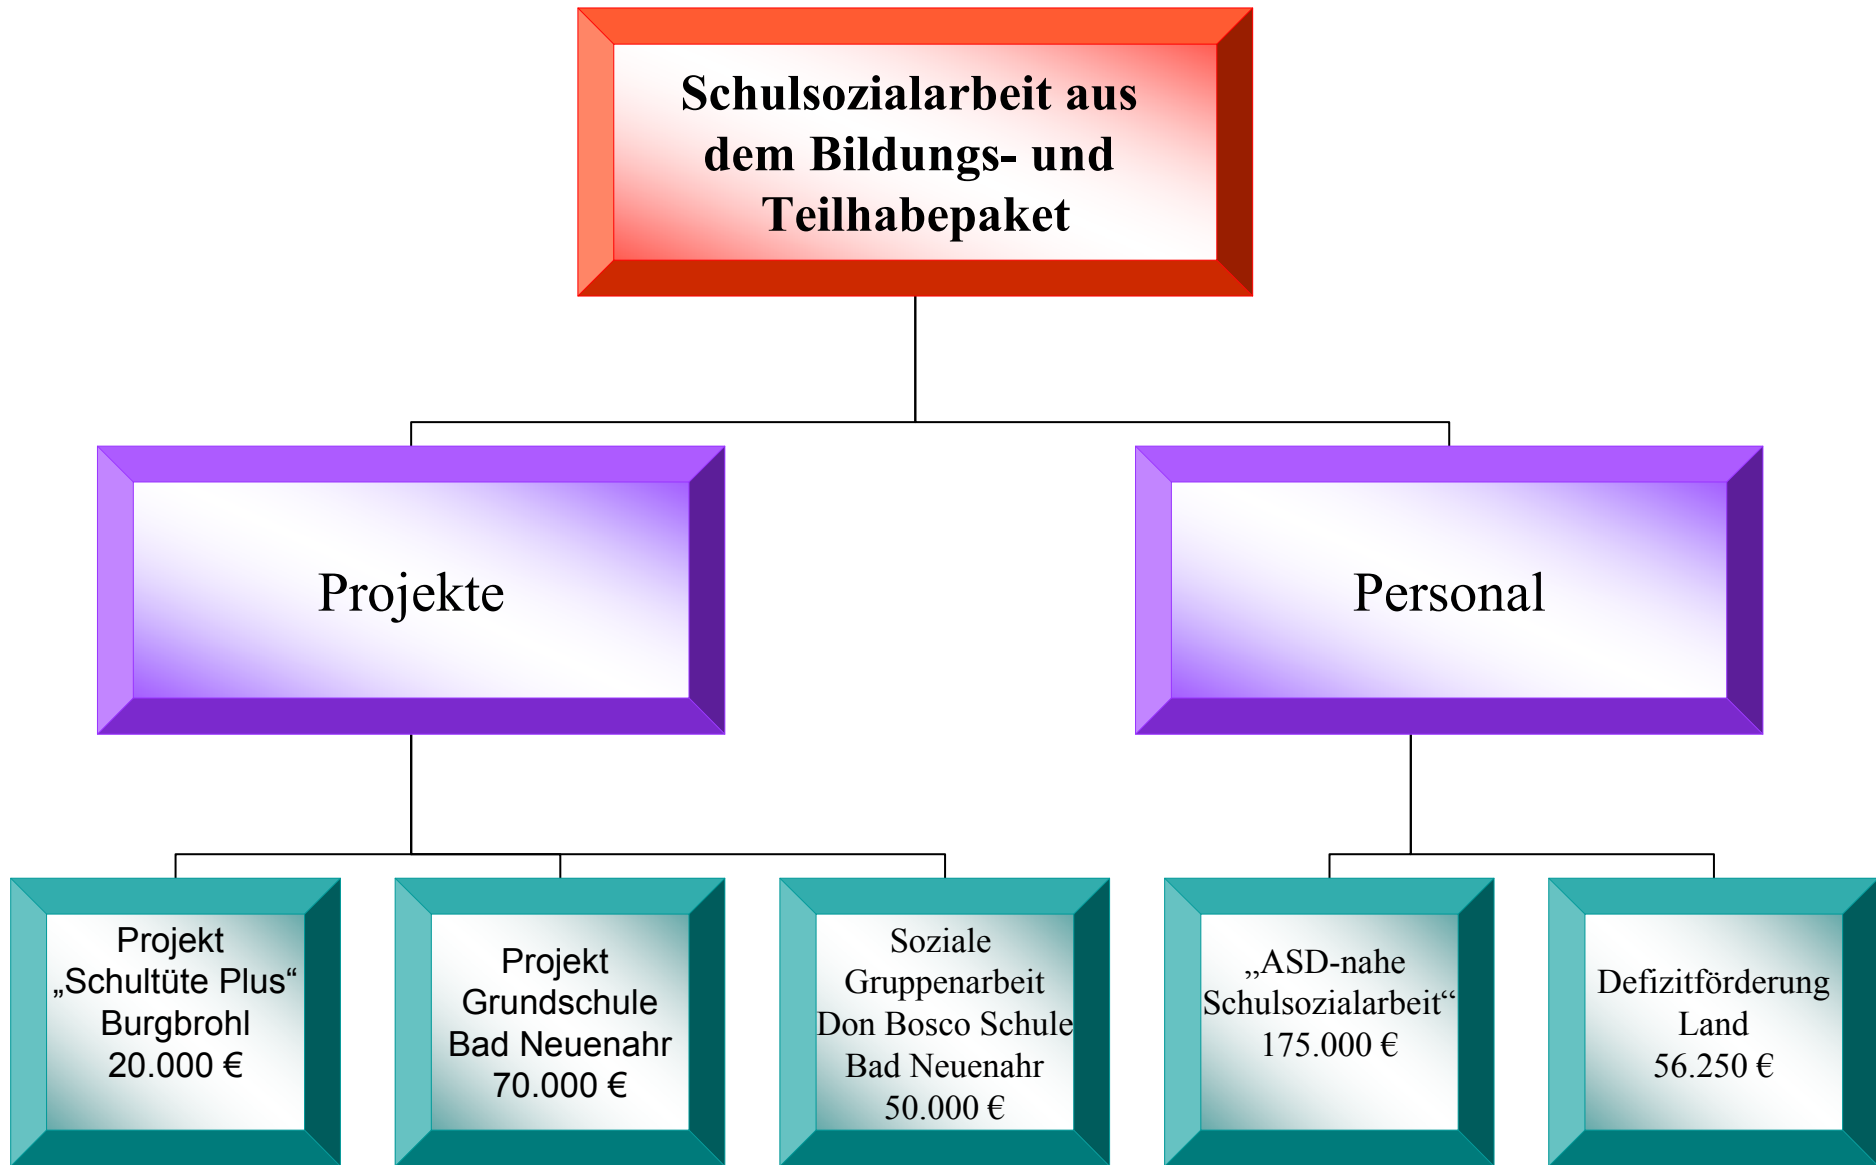 Schulsozialarbeit aus
dem Bildungs- und
Teilhabepaket
Projekte
Personal
Projekt
„Schultüte Plus“
Burgbrohl
20.000 €
Projekt
Grundschule
Bad Neuenahr
70.000 €
Soziale
Gruppenarbeit
Don Bosco Schule
Bad Neuenahr
50.000 €
„ASD-nahe
Schulsozialarbeit“
175.000 €
Defizitförderung
Land
56.250 €